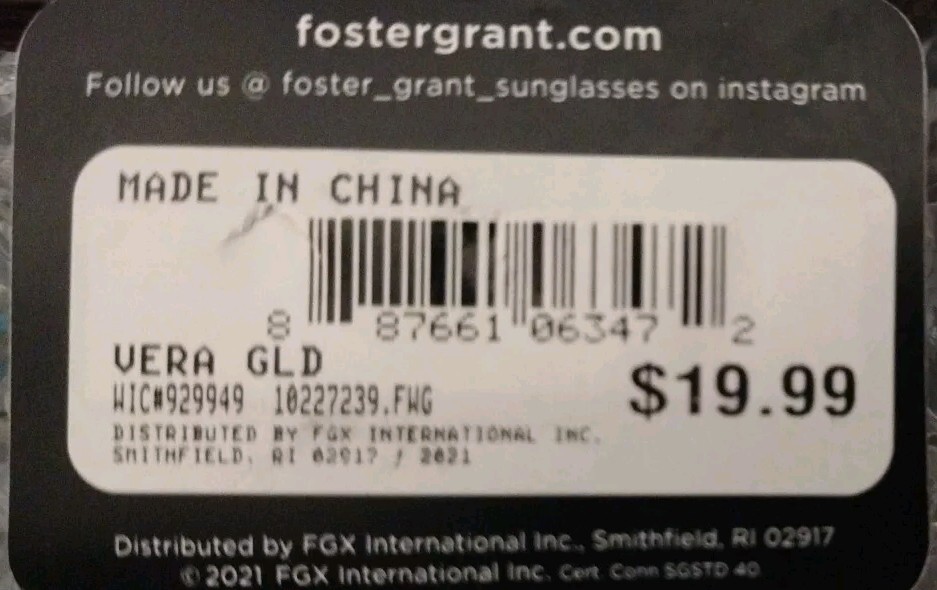 fostergrant.com
Follow us @ foster_grant_sunglasses on instagram
MADE IN CHINA
8 87661 06347 2
VERA GLD
$19.99
WIC#929949 10227239.FWG
DISTRIBUTED BY FGX INTERNATIONAL INC.
SMITHFIELD, RI 02917 / 2021
Distributed by FGX International Inc., Smithfield, RI 02917
© 2021 FGX International Inc. Cert. Conn SGSTD 40